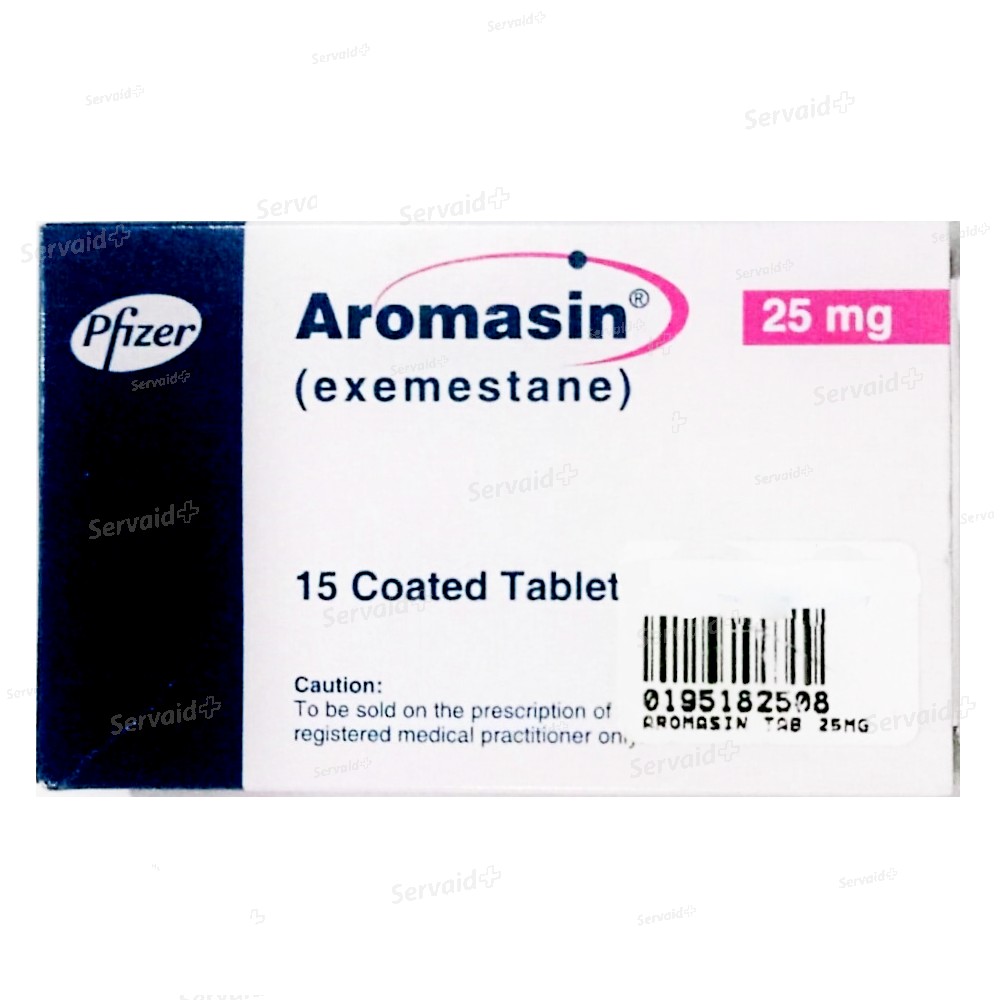 Pfizer
Aromasin®
(exemestane)
25 mg
15 Coated Tablet
Caution:
To be sold on the prescription of
registered medical practitioner only
0195182508
AROMASIN TAB 25MG
Servaid